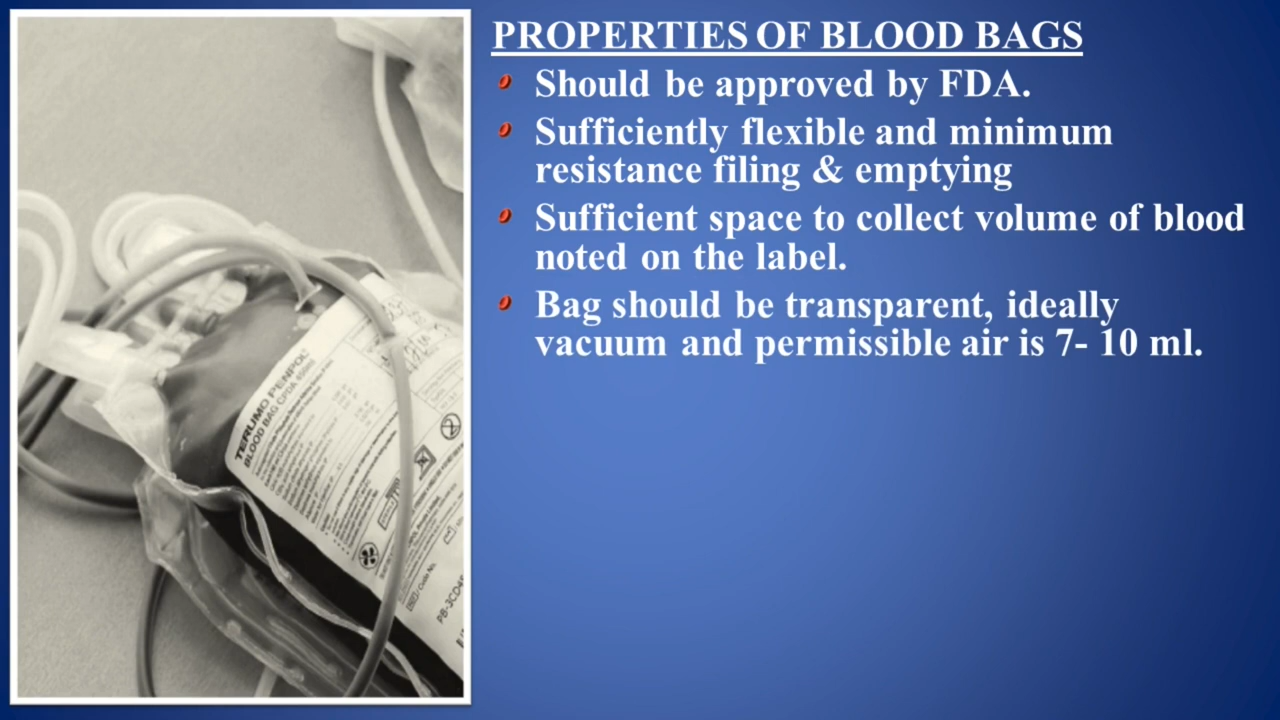 PROPERTIES OF BLOOD BAGS
Should be approved by FDA.
Sufficiently flexible and minimum
resistance filing & emptying
Sufficient space to collect volume of blood
noted on the label.
Bag should be transparent, ideally
vacuum and permissible air is 7- 10 ml.
TERUMO PENPOL
BLOOD BAG CPDA